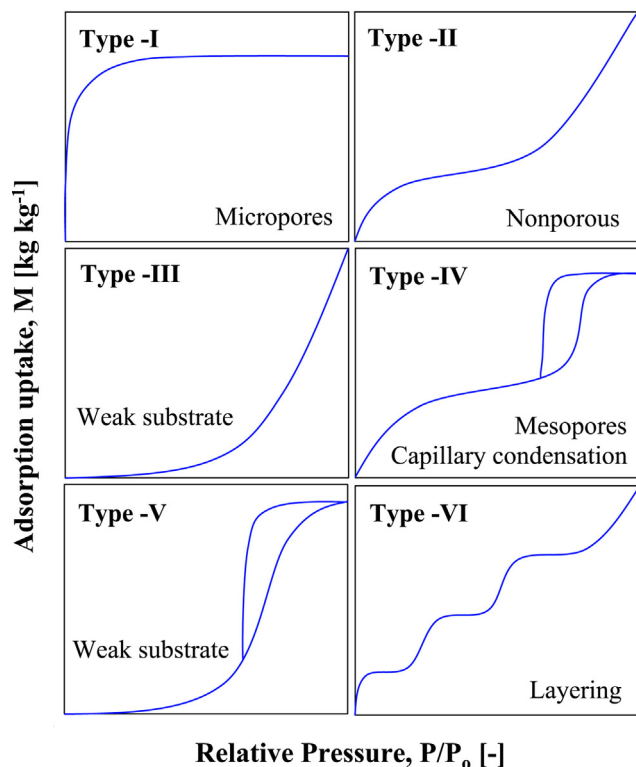 Type -I
Micropores
Type -II
Nonporous
Type -III
Weak substrate
Type -IV
Mesopores
Capillary condensation
Type -V
Weak substrate
Type -VI
Layering
Adsorption uptake, M [kg kg⁻¹]
Relative Pressure, P/Pₒ [-]